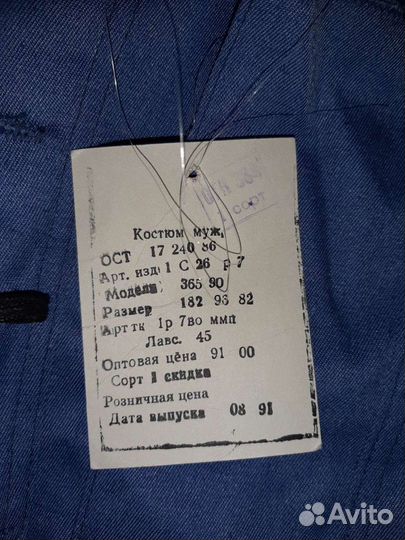 сорт
Костюм муж.
ОСТ 17 240 86
Арт. изд. 1 С 26 р 7
Модель 365 90
Размер 182 96 82
Арт тк 1р 7во ммп
Лавс. 45
Оптовая цена 91 00
Сорт 1 скидка
Розничная цена
Дата выпуска 08 91
Avito